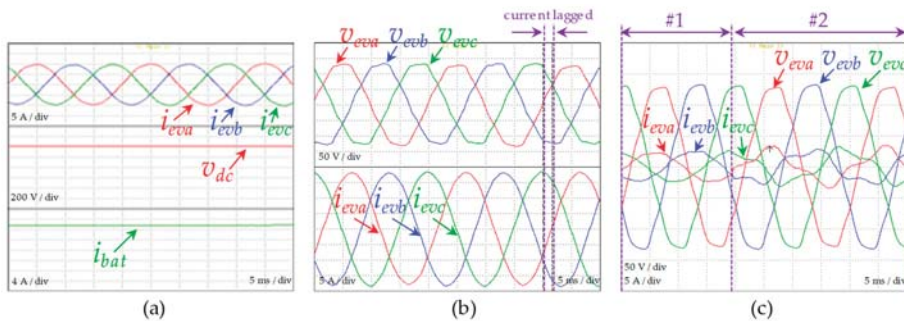 5 A / div
i_eva
i_evb
i_evc
v_dc
200 V / div
i_bat
4 A / div
5 ms / div
(a)
current lagged
v_eva
v_evb
v_evc
50 V / div
i_eva
i_evb
i_evc
5 A / div
5 ms / div
(b)
#1
#2
v_eva
v_evb
v_evc
i_eva
i_evb
i_evc
50 V / div
5 A / div
5 ms / div
(c)